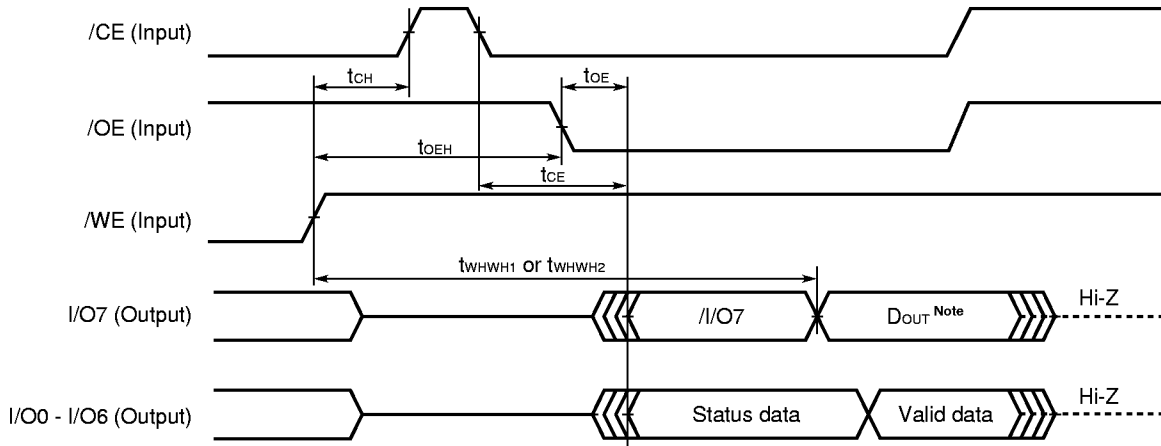 /CE (Input)
tCH
tOE
/OE (Input)
tOEH
tCE
/WE (Input)
tWHWH1 or tWHWH2
I/O7 (Output)
/I/O7
DOUT Note
Hi-Z
I/O0 - I/O6 (Output)
Status data
Valid data
Hi-Z